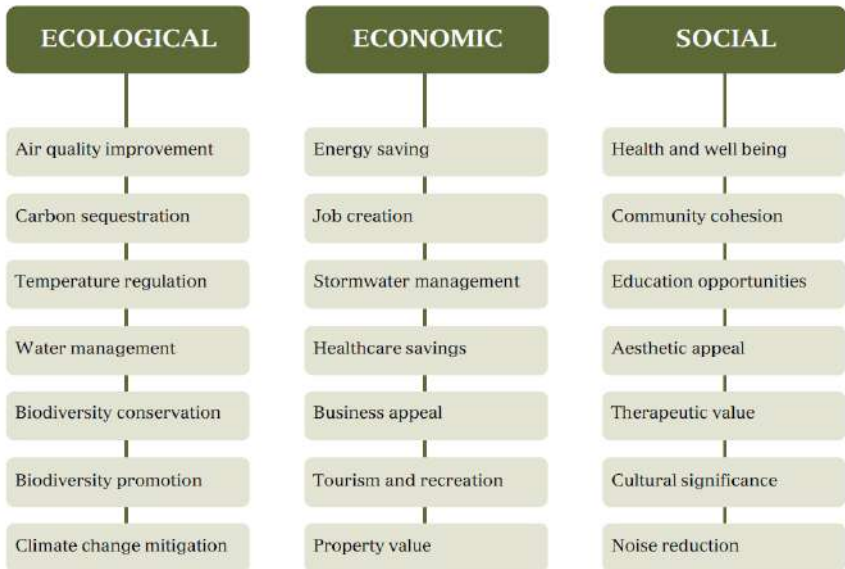 ECOLOGICAL
Air quality improvement
Carbon sequestration
Temperature regulation
Water management
Biodiversity conservation
Biodiversity promotion
Climate change mitigation
ECONOMIC
Energy saving
Job creation
Stormwater management
Healthcare savings
Business appeal
Tourism and recreation
Property value
SOCIAL
Health and well being
Community cohesion
Education opportunities
Aesthetic appeal
Therapeutic value
Cultural significance
Noise reduction